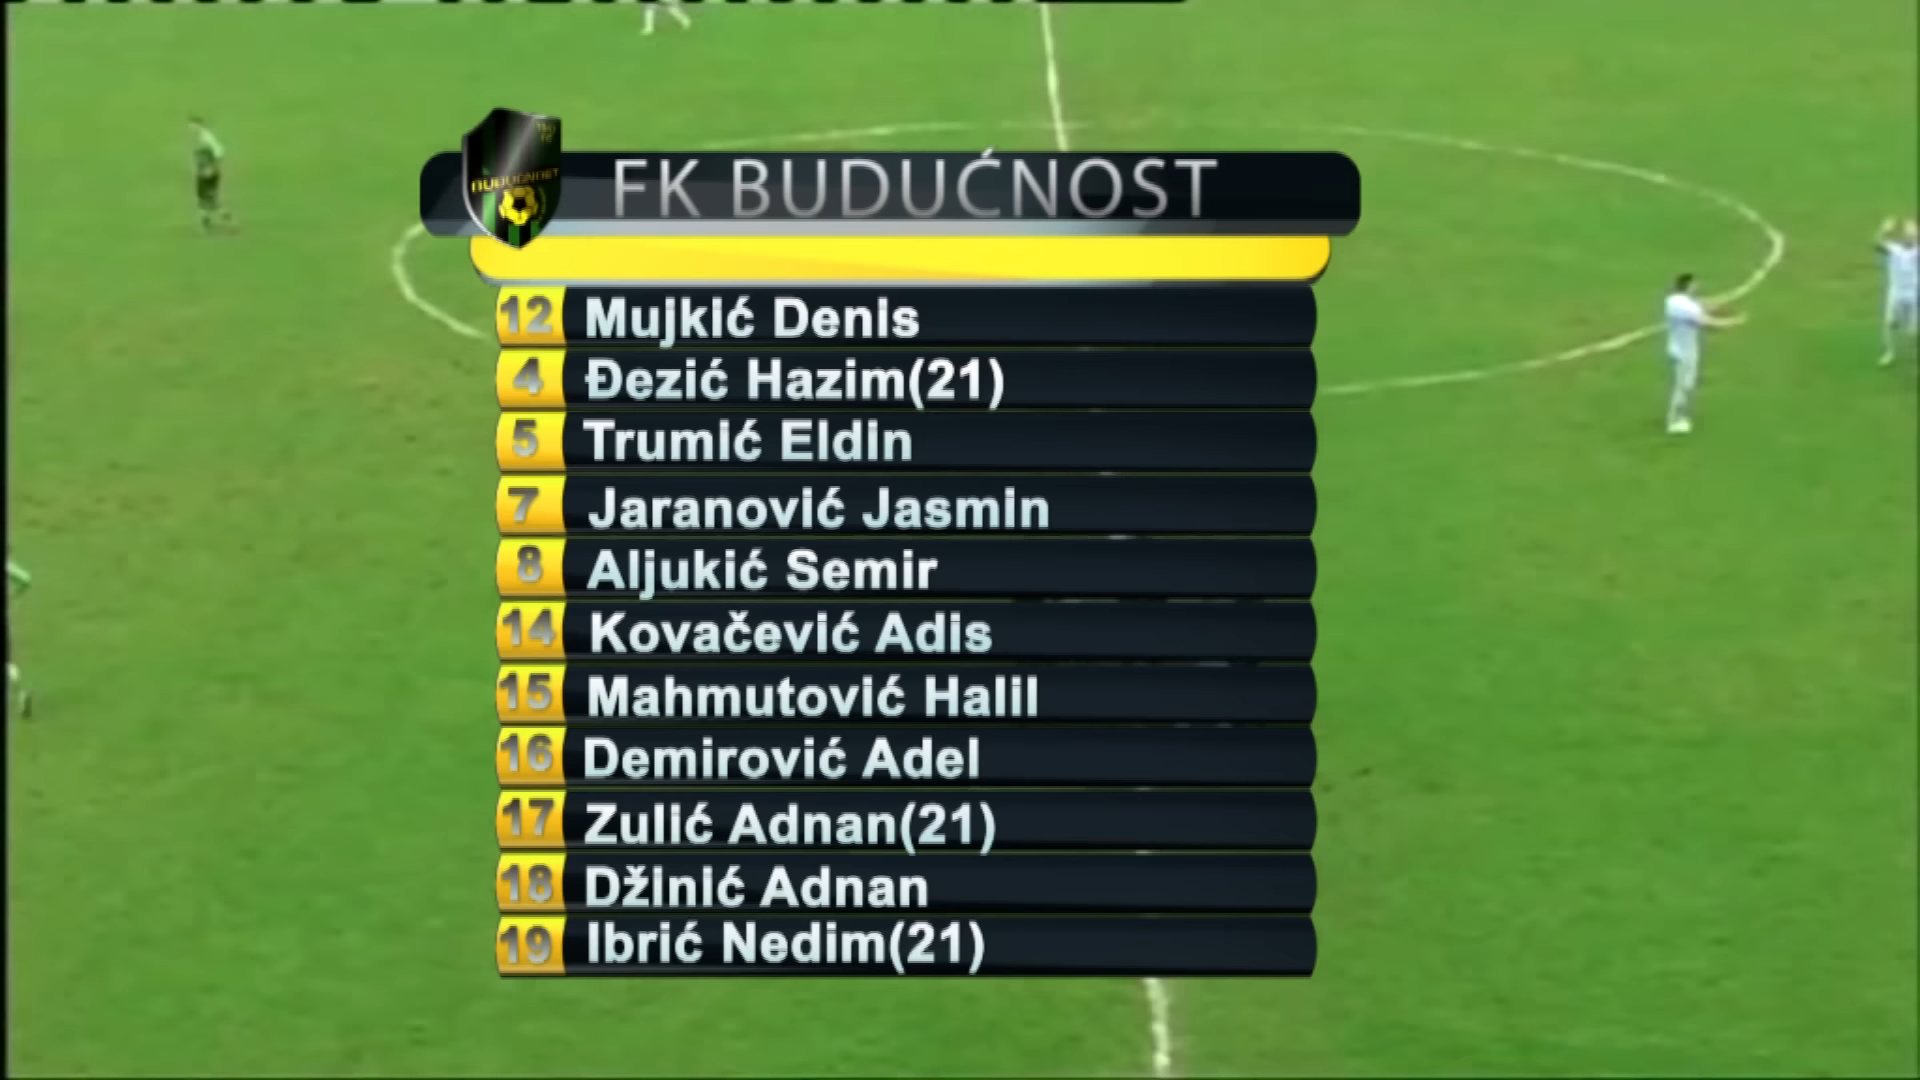 FK BUDUĆNOST
BUDUĆNOST
12 Mujkić Denis
4 Đezić Hazim(21)
5 Trumić Eldin
7 Jaranović Jasmin
8 Aljukić Semir
14 Kovačević Adis
15 Mahmutović Halil
16 Demirović Adel
17 Zulić Adnan(21)
18 Džinić Adnan
19 Ibrić Nedim(21)